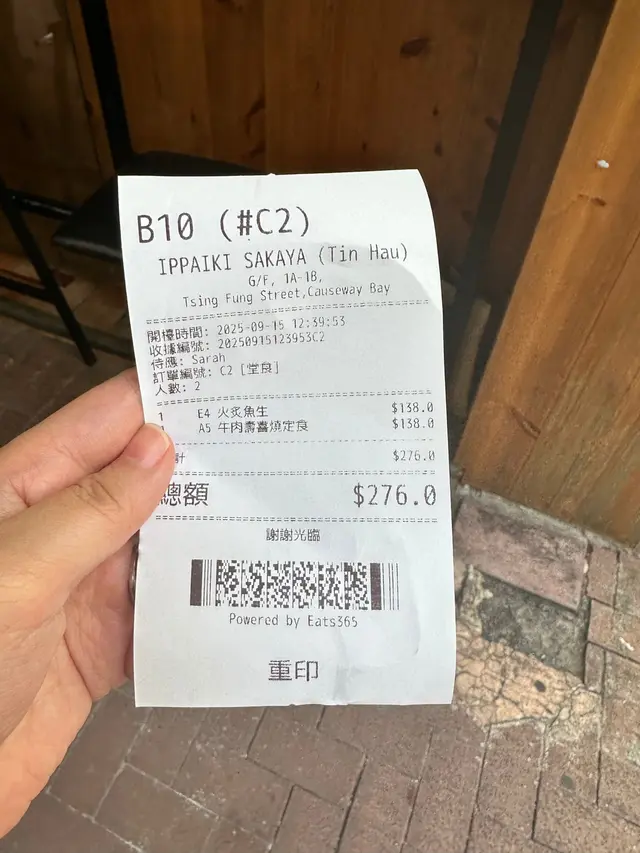 B10 (#C2)
IPPAIKI SAKAYA (Tin Hau)
G/F, 1A-1B,
Tsing Fung Street,Causeway Bay
開檯時間: 2025-09-15 12:39:53
收據編號: 20250915123953C2
侍應: Sarah
訂單編號: C2 [堂食]
人數: 2
1 E4 火炙魚生 $138.0
A5 牛肉壽喜燒定食 $138.0
計 $276.0
總額 $276.0
謝謝光臨
Powered by Eats365
重印